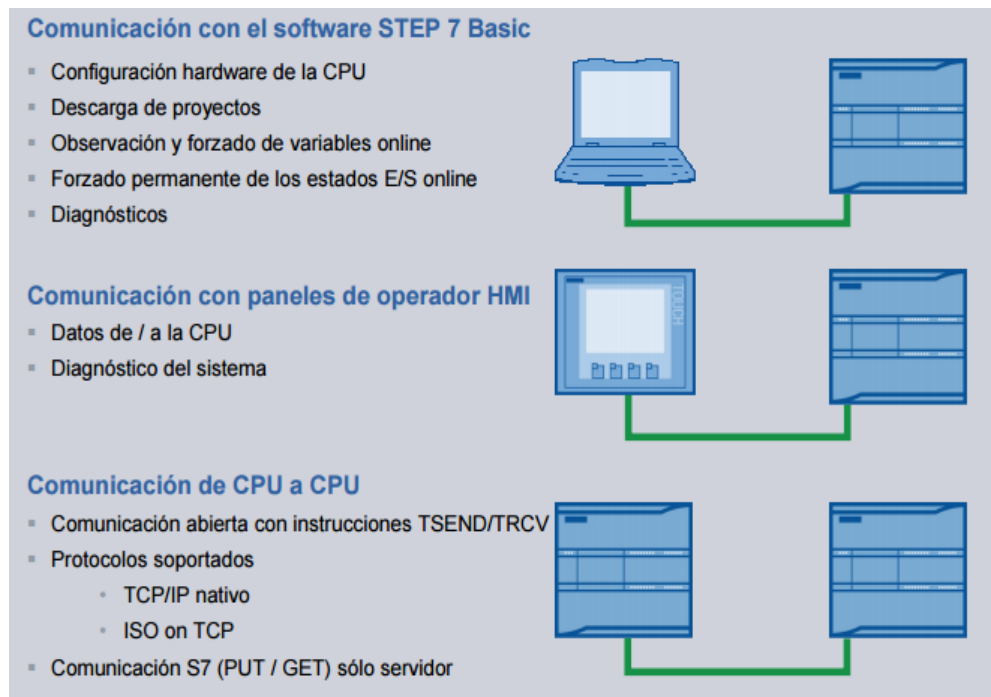 Comunicación con el software STEP 7 Basic
Configuración hardware de la CPU
Descarga de proyectos
Observación y forzado de variables online
Forzado permanente de los estados E/S online
Diagnósticos
Comunicación con paneles de operador HMI
TOUCH
Datos de / a la CPU
Diagnóstico del sistema
Comunicación de CPU a CPU
Comunicación abierta con instrucciones TSEND/TRCV
Protocolos soportados
TCP/IP nativo
ISO on TCP
Comunicación S7 (PUT / GET) sólo servidor